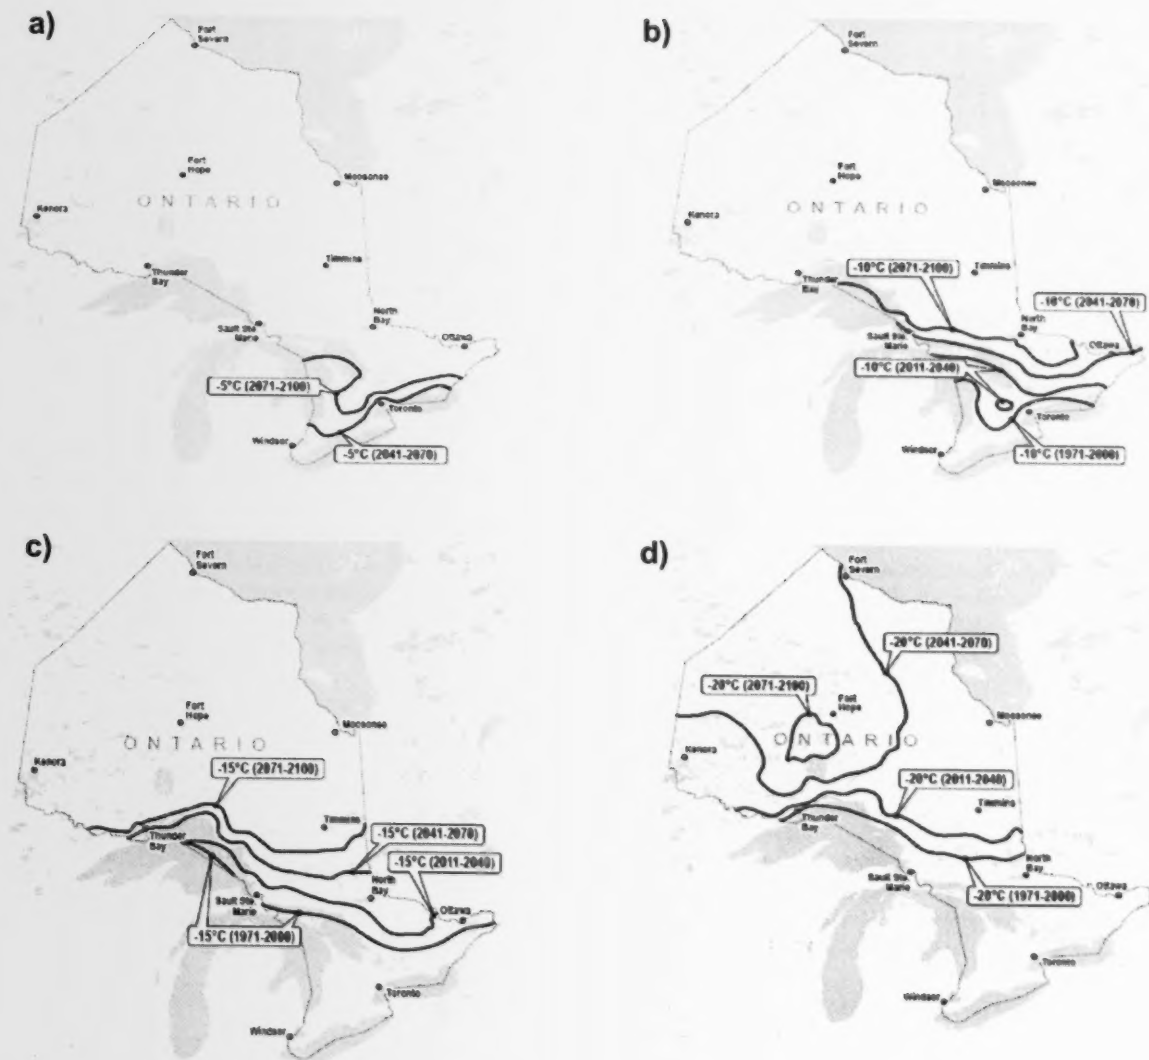 a)
Fort
Severn
Fort
Hope
Moosonee
ONTARIO
Kenora
Thunder
Bay
Timmins
Sault Ste.
Marie
North
Bay
Ottawa
-5°C (2071-2100)
Toronto
Windsor
-5°C (2041-2070)
b)
Fort
Severn
Fort
Hope
Moosonee
ONTARIO
Kenora
-10°C (2071-2100)
Timmins
Thunder
Bay
-10°C (2041-2070)
North
Bay
Sault Ste.
Marie
Ottawa
-10°C (2011-2040)
Toronto
Windsor
-10°C (1971-2000)
c)
Fort
Severn
Fort
Hope
Moosonee
ONTARIO
Kenora
-15°C (2071-2100)
Timmins
Thunder
Bay
-15°C (2041-2070)
-15°C (2011-2040)
North
Bay
Sault Ste.
Marie
Ottawa
-15°C (1971-2000)
Toronto
Windsor
d)
Fort
Severn
-20°C (2041-2070)
-20°C (2071-2100)
Fort
Hope
Moosonee
ONTARIO
Kenora
-20°C (2011-2040)
Timmins
Thunder
Bay
North
Bay
Sault Ste.
Marie
Ottawa
-20°C (1971-2000)
Toronto
Windsor